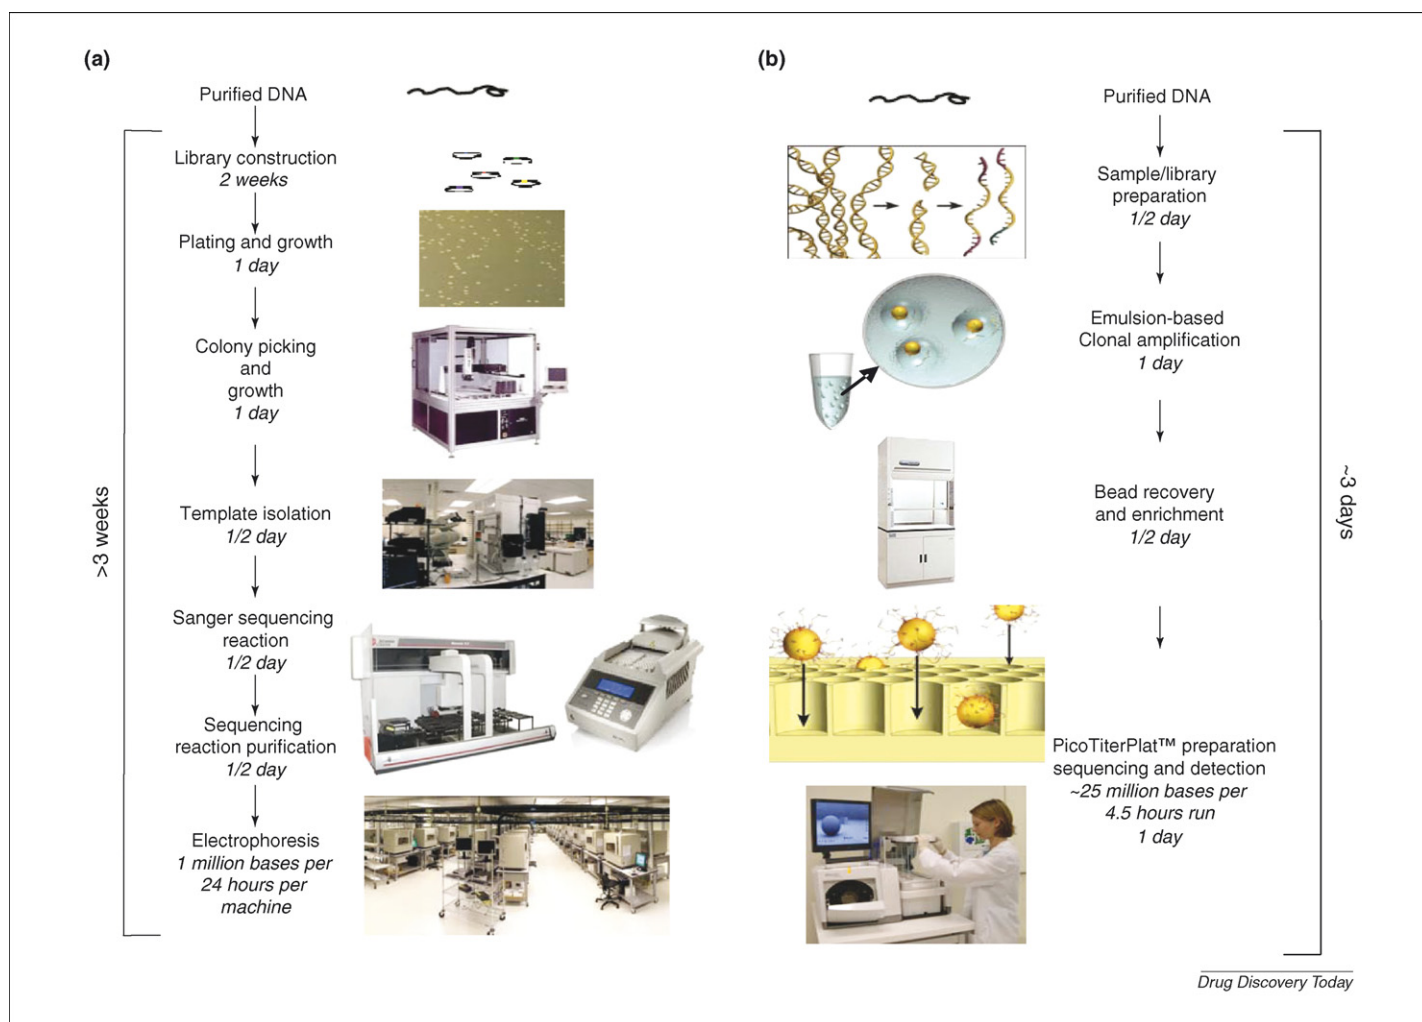 (a)
Purified DNA
Library construction
2 weeks
Plating and growth
1 day
Colony picking
and
growth
1 day
Template isolation
1/2 day
Sanger sequencing
reaction
1/2 day
Sequencing
reaction purification
1/2 day
Electrophoresis
1 million bases per
24 hours per
machine
>3 weeks
(b)
Purified DNA
Sample/library
preparation
1/2 day
Emulsion-based
Clonal amplification
1 day
Bead recovery
and enrichment
1/2 day
PicoTiterPlat™ preparation
sequencing and detection
~25 million bases per
4.5 hours run
1 day
~3 days
Drug Discovery Today